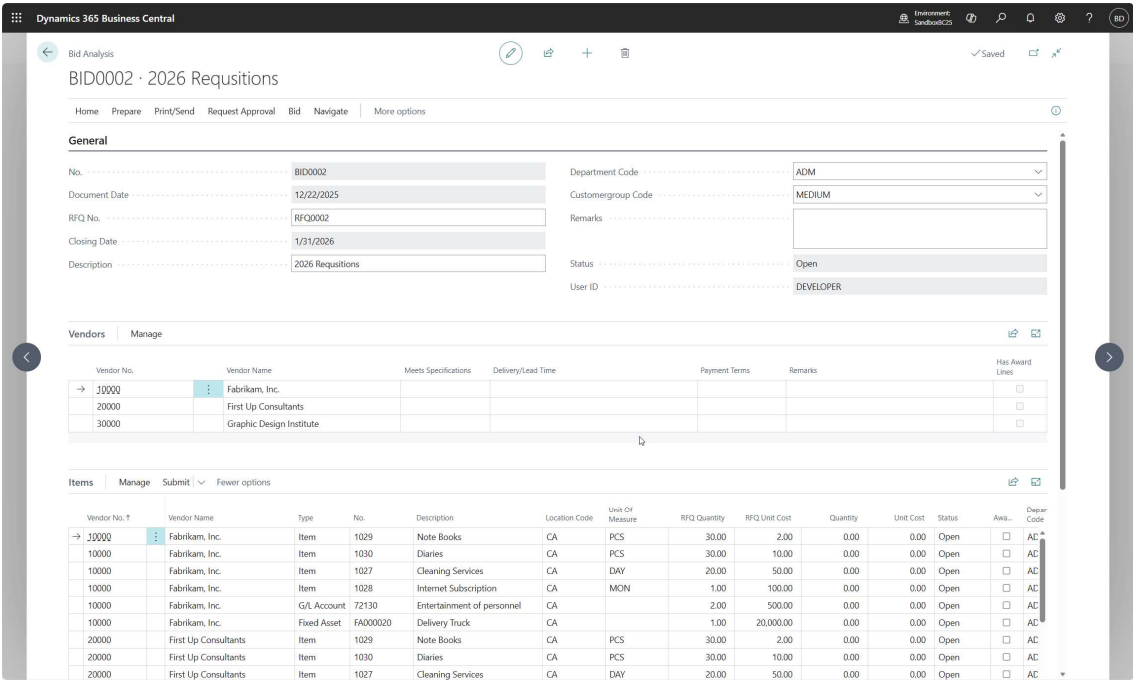 Dynamics 365 Business Central
Environment:
SandboxBC25
BD
Bid Analysis
Saved
BID0002 · 2026 Requsitions
Home Prepare Print/Send Request Approval Bid Navigate More options
General
No. BID0002 Department Code ADM
Document Date 12/22/2025 Customergroup Code MEDIUM
RFQ No. RFQ0002 Remarks
Closing Date 1/31/2026
Description 2026 Requsitions Status Open
User ID DEVELOPER
Vendors Manage
Vendor No. Vendor Name Meets Specifications Delivery/Lead Time Payment Terms Remarks Has Award Lines
10000 Fabrikam, Inc.
20000 First Up Consultants
30000 Graphic Design Institute
Items Manage Submit Fewer options
Vendor No. ↑ Vendor Name Type No. Description Location Code Unit Of Measure RFQ Quantity RFQ Unit Cost Quantity Unit Cost Status Awa... Depar Code
10000 Fabrikam, Inc. Item 1029 Note Books CA PCS 30.00 2.00 0.00 0.00 Open AD
10000 Fabrikam, Inc. Item 1030 Diaries CA PCS 30.00 10.00 0.00 0.00 Open AD
10000 Fabrikam, Inc. Item 1027 Cleaning Services CA DAY 20.00 50.00 0.00 0.00 Open AD
10000 Fabrikam, Inc. Item 1028 Internet Subscription CA MON 1.00 100.00 0.00 0.00 Open AD
10000 Fabrikam, Inc. G/L Account 72130 Entertainment of personnel CA 2.00 500.00 0.00 0.00 Open AD
10000 Fabrikam, Inc. Fixed Asset FA000020 Delivery Truck CA 1.00 20,000.00 0.00 0.00 Open AD
20000 First Up Consultants Item 1029 Note Books CA PCS 30.00 2.00 0.00 0.00 Open AD
20000 First Up Consultants Item 1030 Diaries CA PCS 30.00 10.00 0.00 0.00 Open AD
20000 First Up Consultants Item 1027 Cleaning Services CA DAY 20.00 50.00 0.00 0.00 Open AD